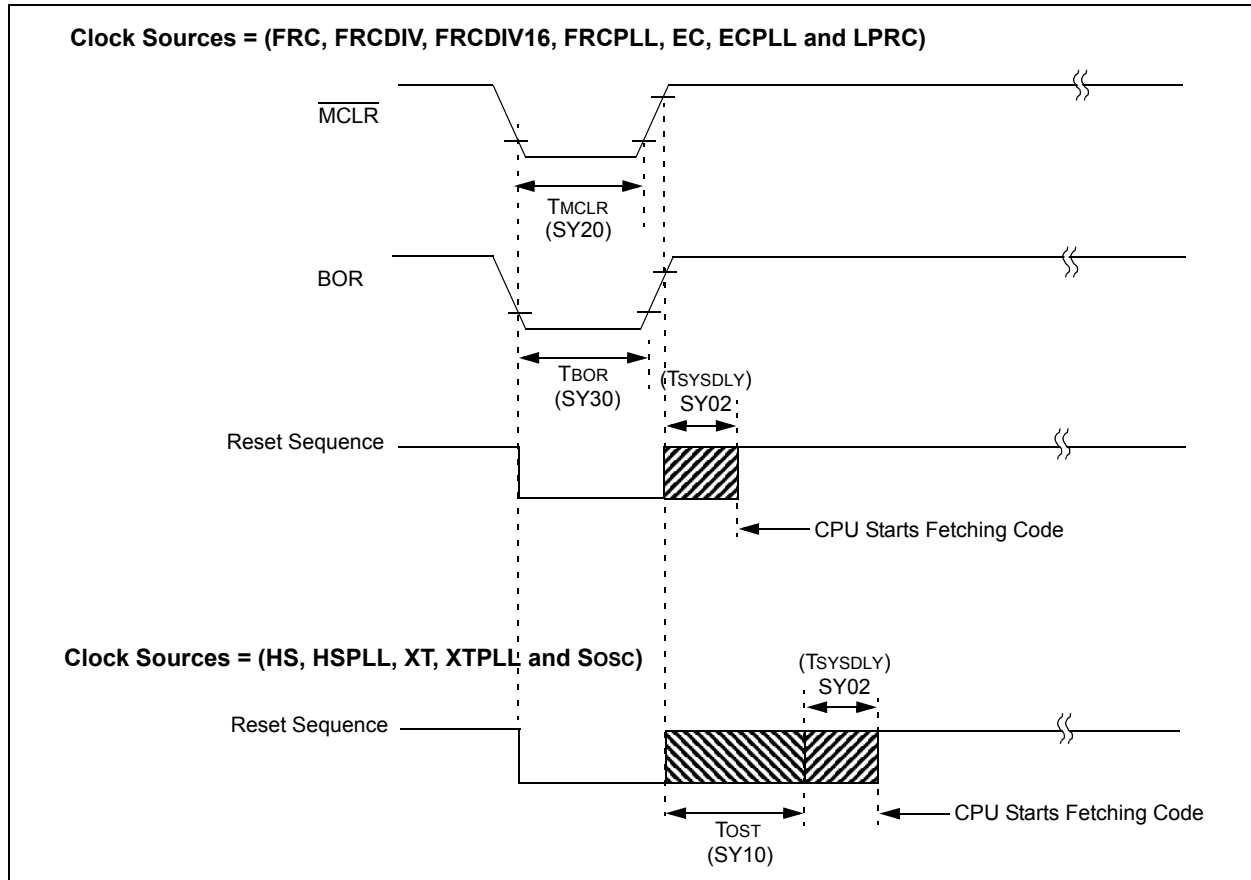 Clock Sources = (FRC, FRCDIV, FRCDIV16, FRCPLL, EC, ECPLL and LPRC)
MCLR
TMCLR
(SY20)
BOR
TBOR
(SY30)
(TSYSDLY)
SY02
Reset Sequence
CPU Starts Fetching Code
Clock Sources = (HS, HSPLL, XT, XTPLL and SOSC)
(TSYSDLY)
SY02
Reset Sequence
CPU Starts Fetching Code
TOST
(SY10)